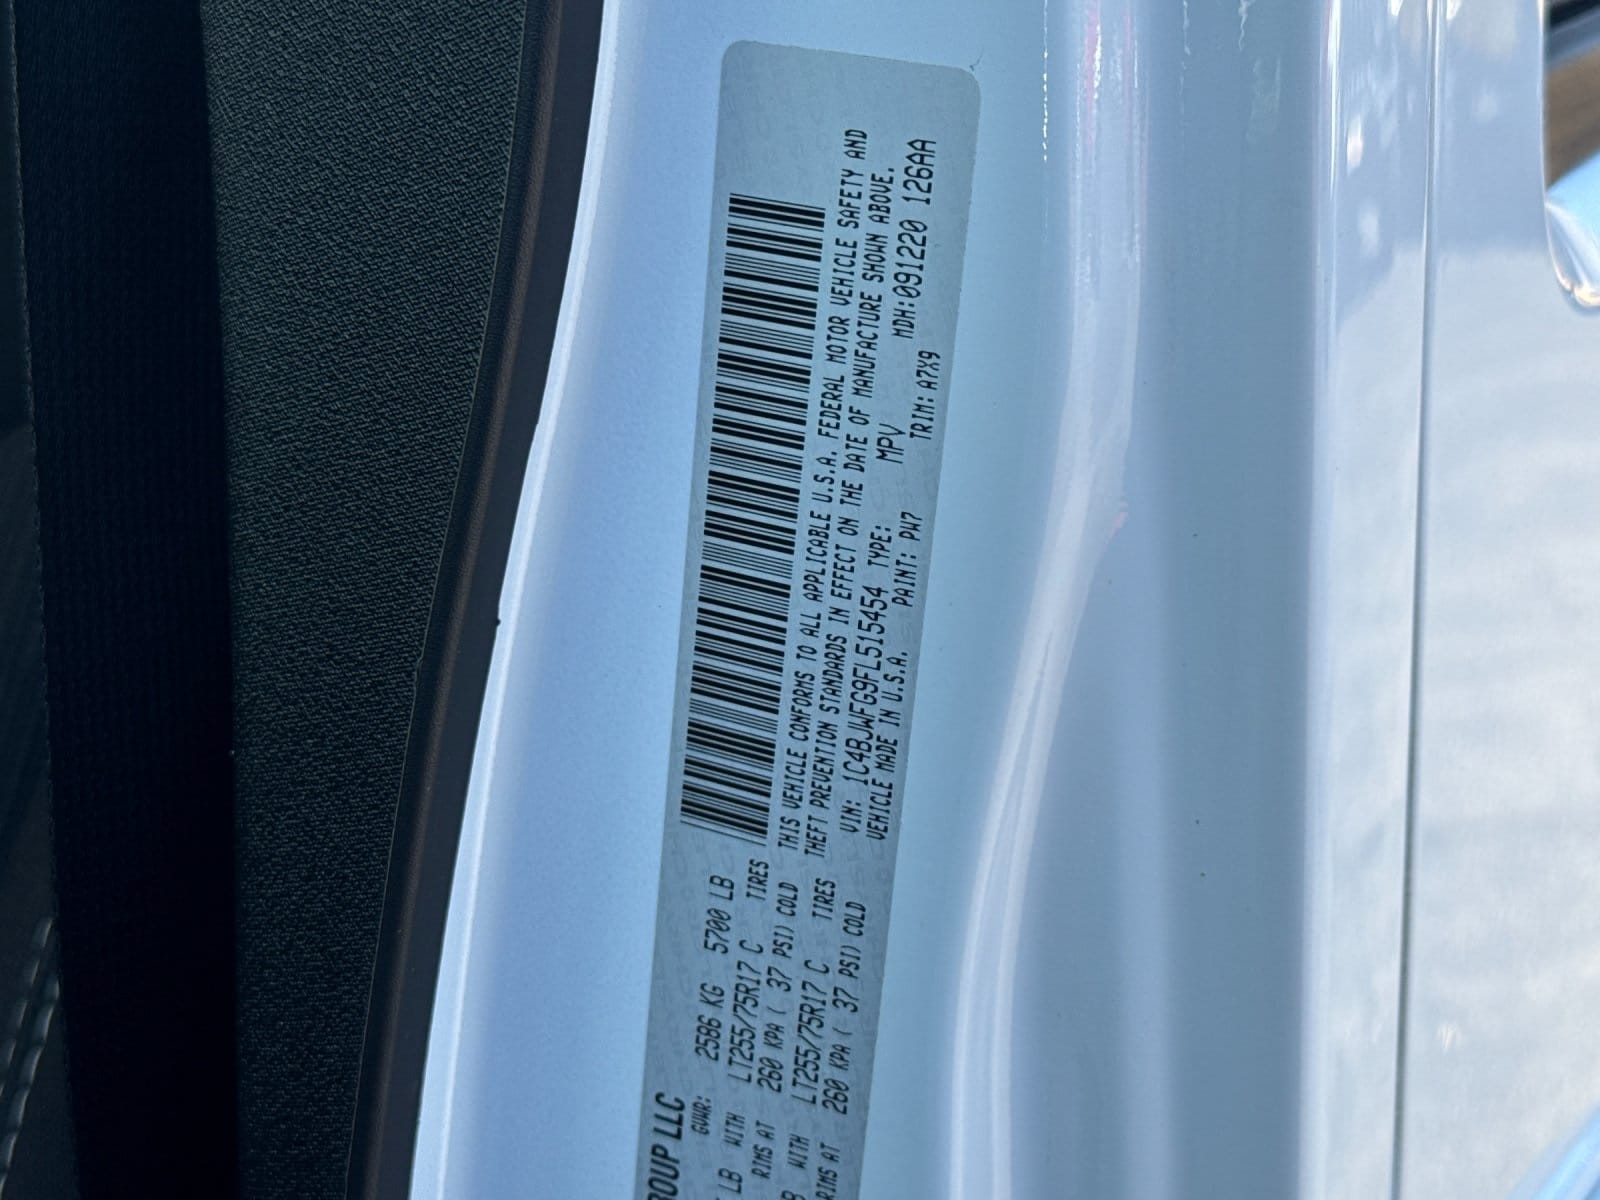 ROUP LLC
GVWR: 2586 KG 5700 LB
LB WITH LT255/75R17 C TIRES
RIMS AT 260 KPA ( 37 PSI) COLD
WITH LT255/75R17 C TIRES
RIMS AT 260 KPA ( 37 PSI) COLD
THIS VEHICLE CONFORMS TO ALL APPLICABLE U.S.A. FEDERAL MOTOR VEHICLE SAFETY AND
THEFT PREVENTION STANDARDS IN EFFECT ON THE DATE OF MANUFACTURE SHOWN ABOVE.
VIN: 1C4BJWFG9FL515454 TYPE: MPV MDH:091220 126AA
VEHICLE MADE IN U.S.A. PAINT: PW7 TRIM: A7X9